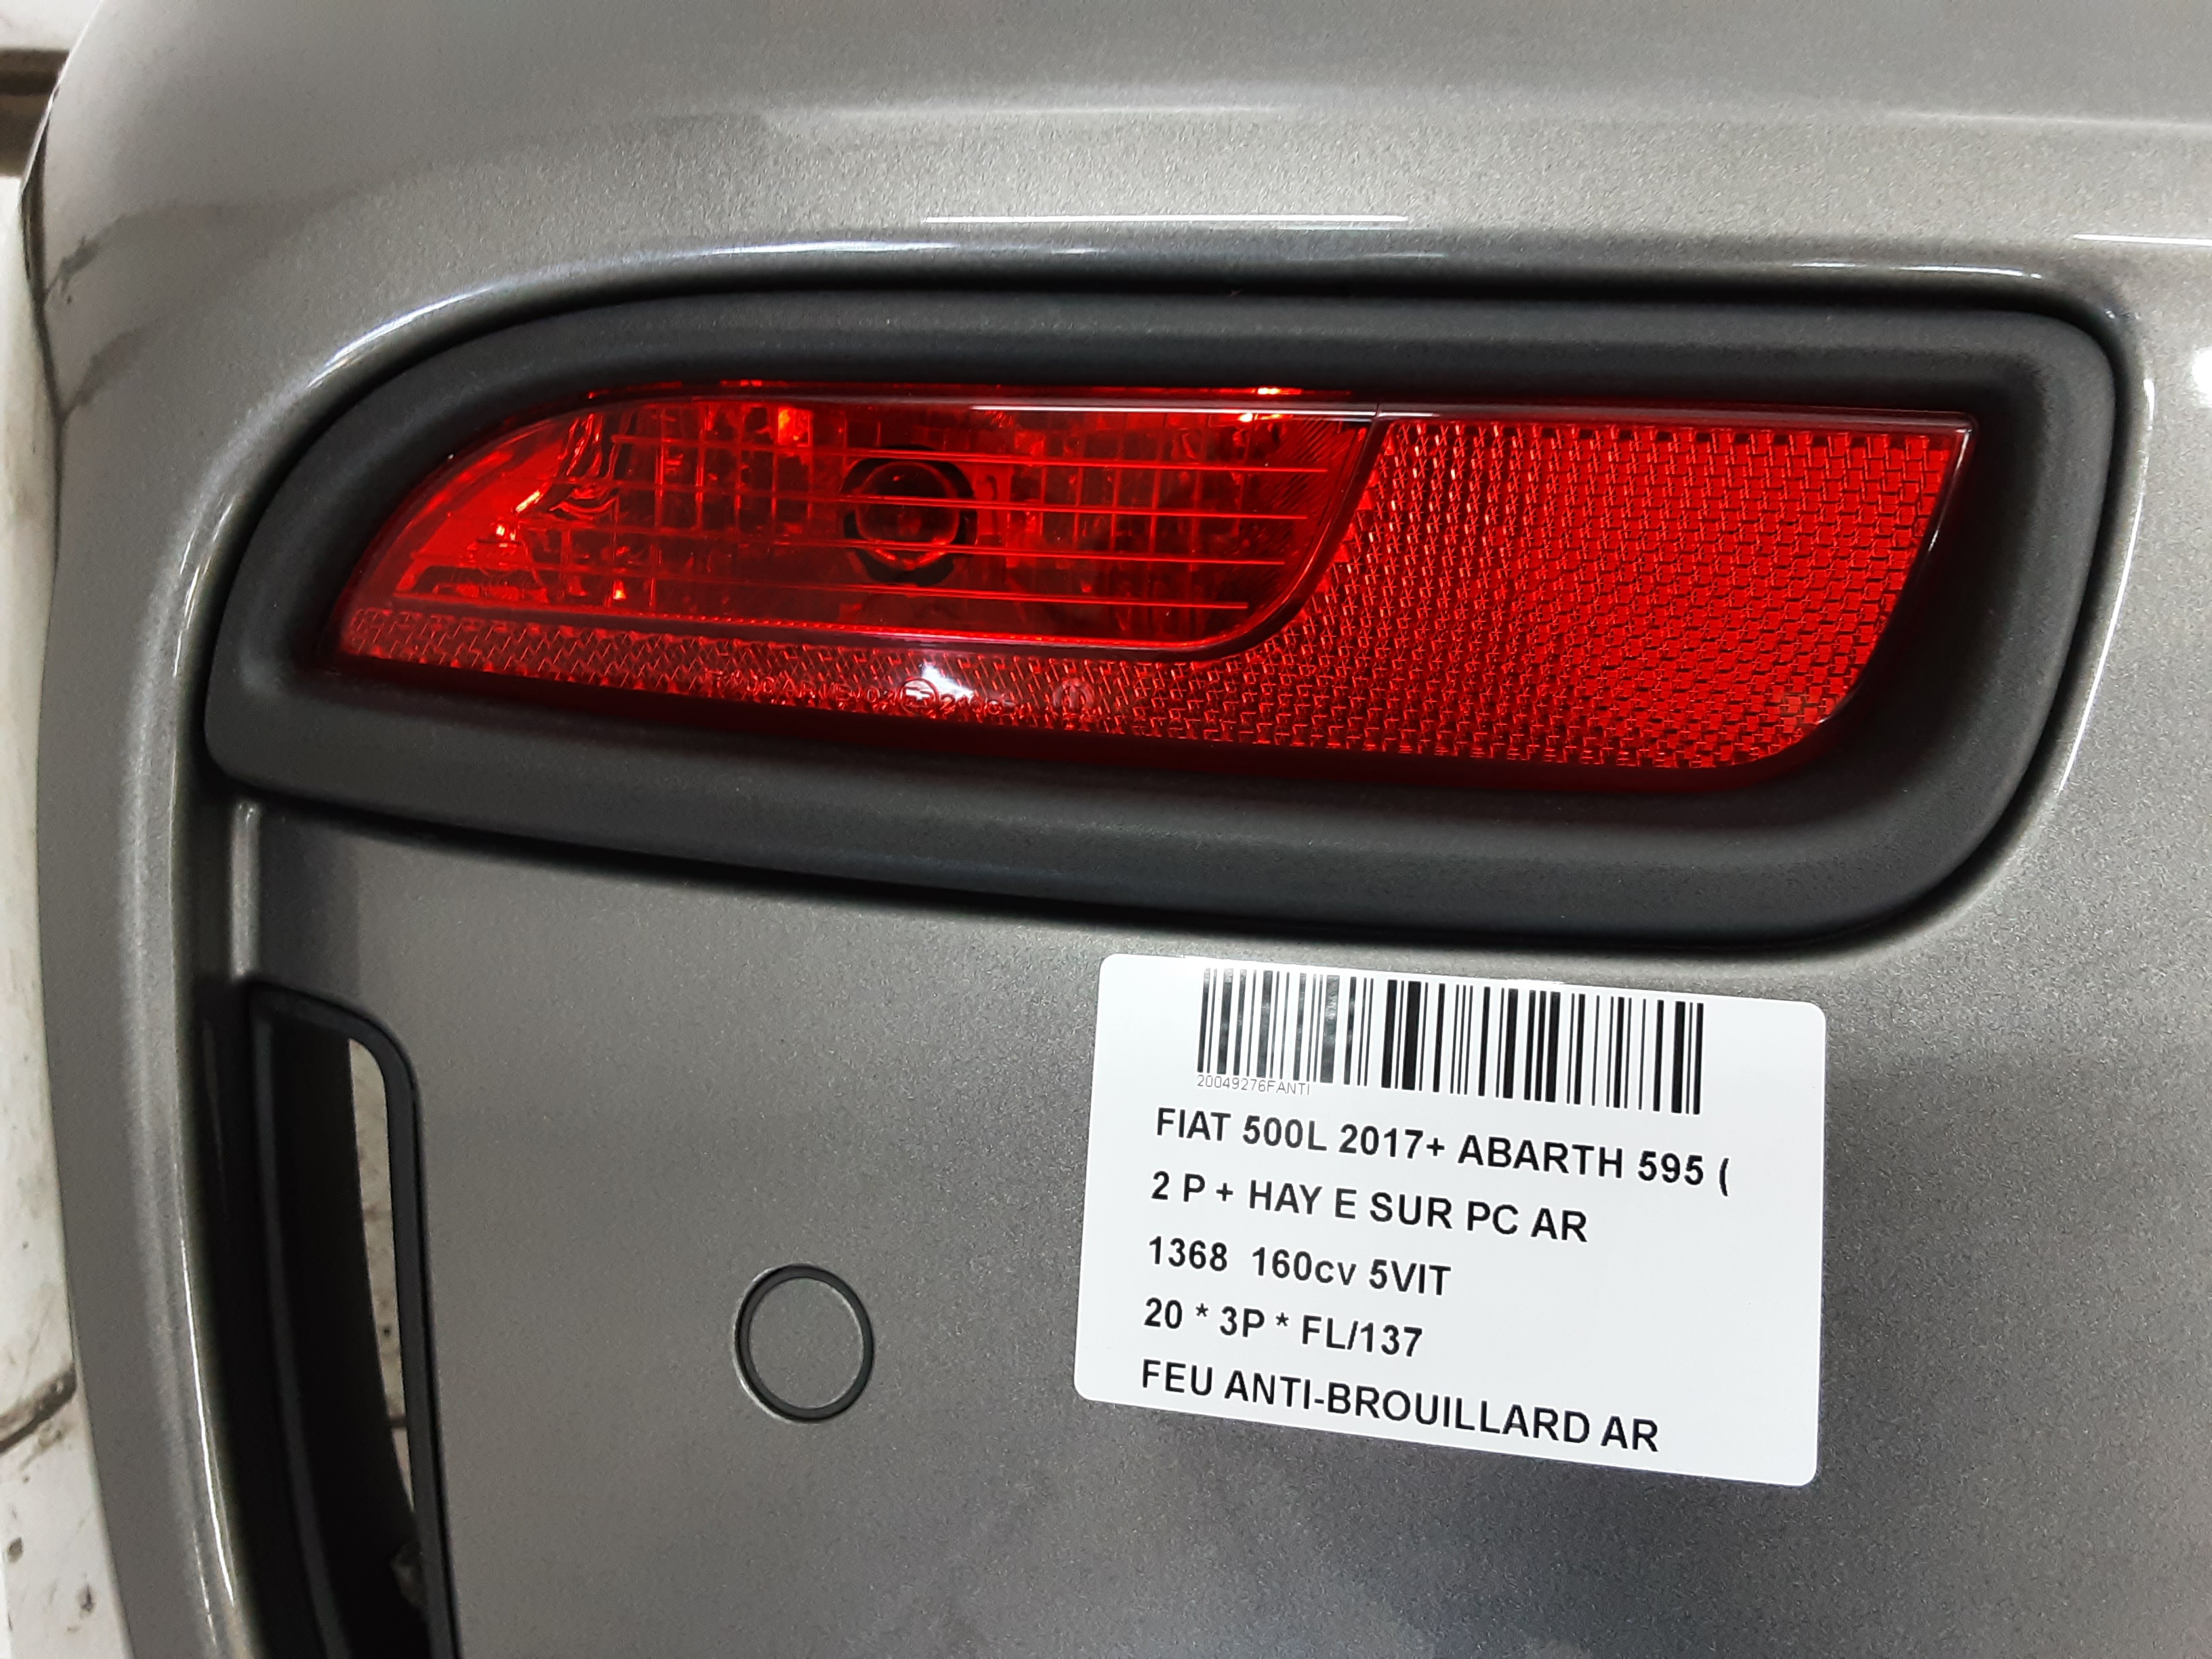 20049276FANTI
FIAT 500L 2017+ ABARTH 595 (
2 P + HAY E SUR PC AR
1368 160cv 5VIT
20 * 3P * FL/137
FEU ANTI-BROUILLARD AR